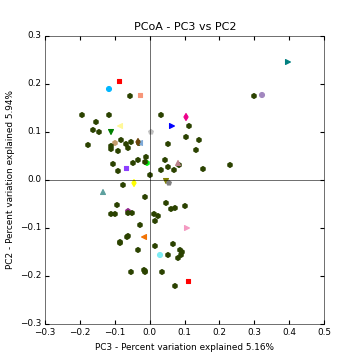 PCoA - PC3 vs PC2
0.3
0.2
0.1
0.0
−0.1
−0.2
−0.3
PC2 - Percent variation explained 5.94%
−0.3 −0.2 −0.1 0.0 0.1 0.2 0.3 0.4 0.5
PC3 - Percent variation explained 5.16%